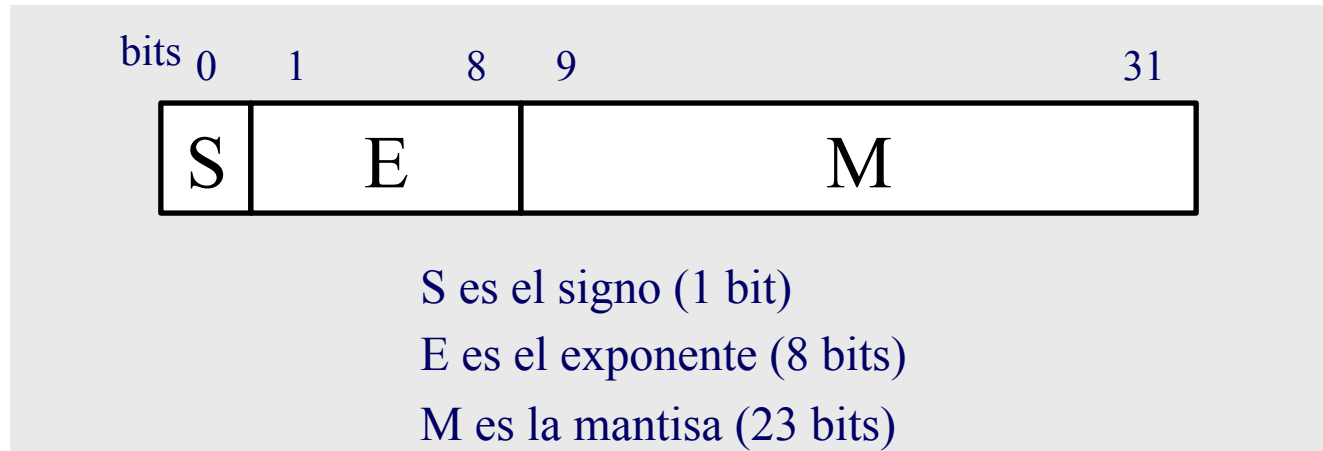 bits 0 1 8 9 31
S E M
S es el signo (1 bit)
E es el exponente (8 bits)
M es la mantisa (23 bits)